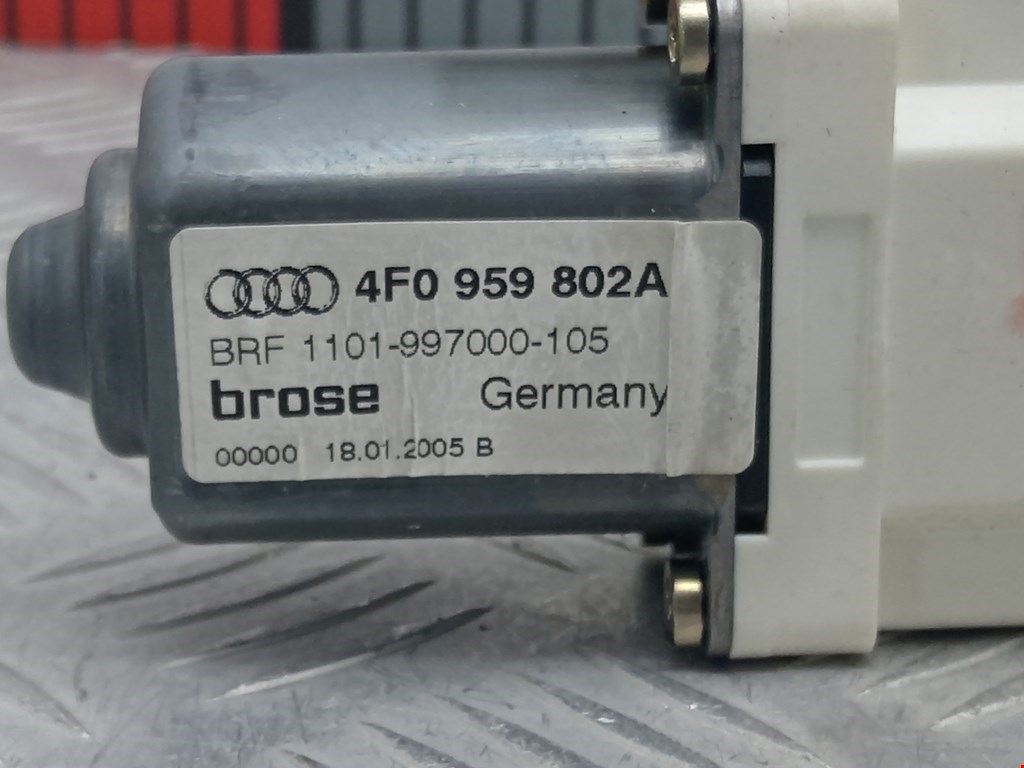 4F0 959 802A
BRF 1101-997000-105
brose Germany
00000 18.01.2005 B